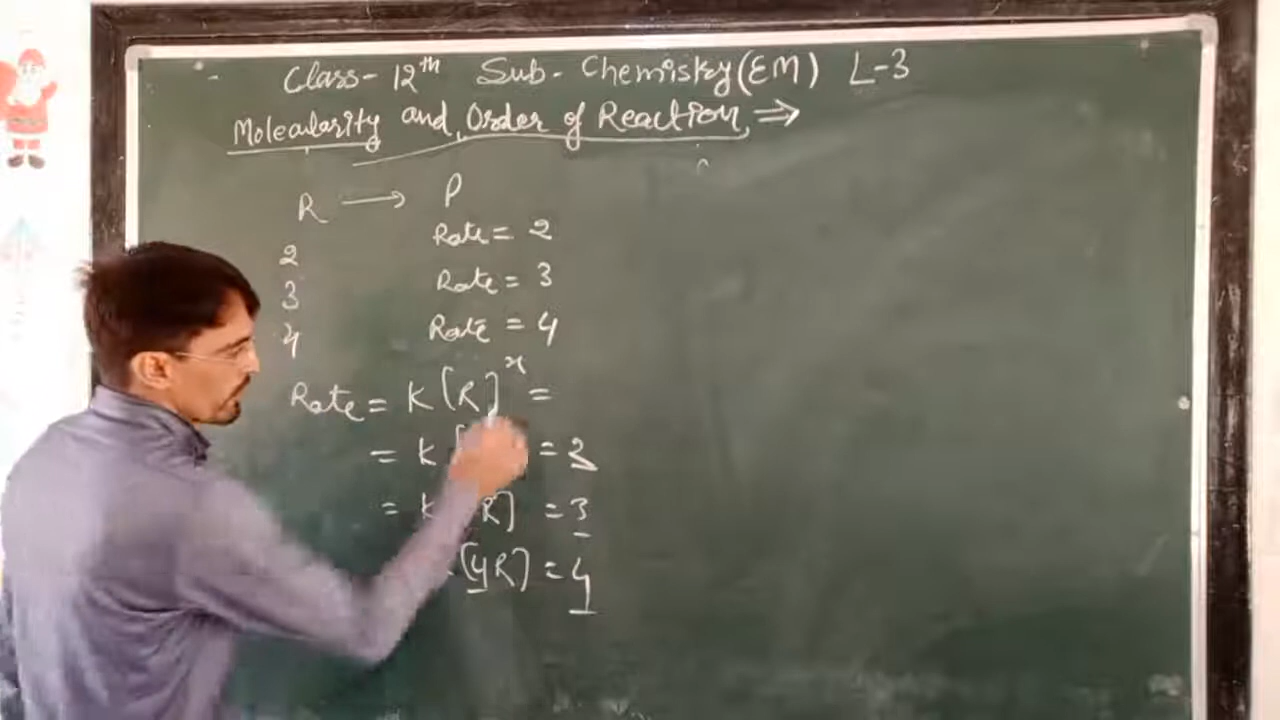 Class- 12th Sub- Chemisky (EM) L-3
Molecularity and Order of Reaction ⇒
R → P
2 Rate = 2
3 Rate = 3
4 Rate = 4
Rate = K [R]^x =
= K [ = 2
= K R] = 3
[4R] = 4